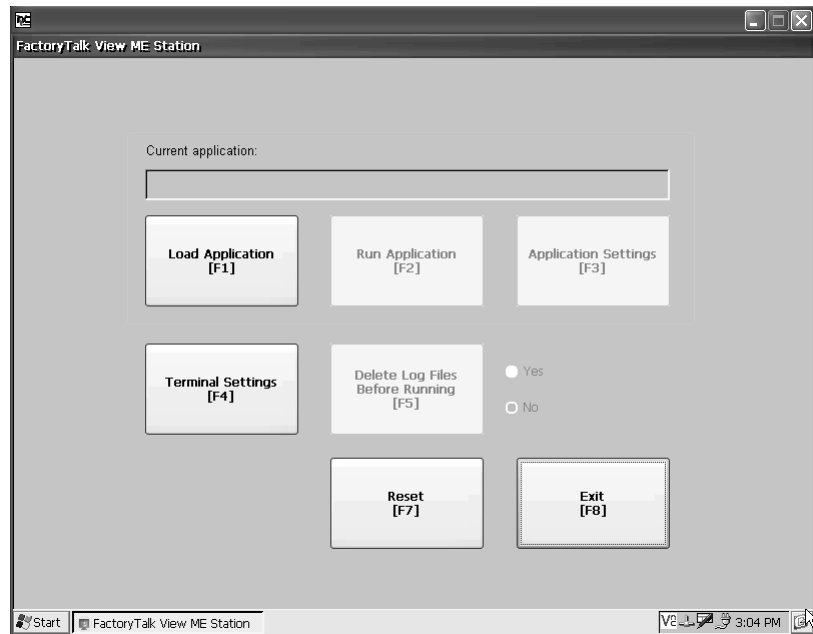 FactoryTalk View ME Station
Current application:
Load Application
[F1]
Run Application
[F2]
Application Settings
[F3]
Terminal Settings
[F4]
Delete Log Files
Before Running
[F5]
Yes
No
Reset
[F7]
Exit
[F8]
Start
FactoryTalk View ME Station
3:04 PM